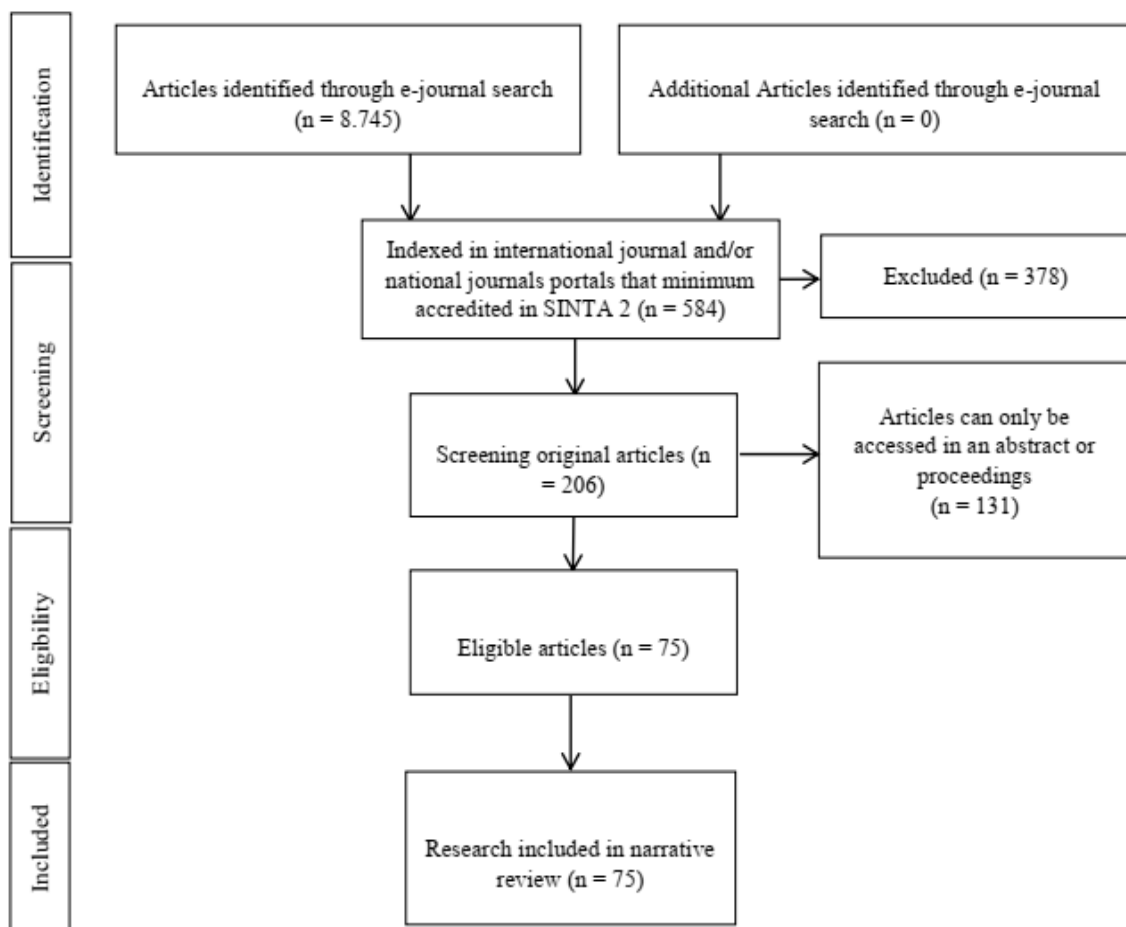 Identification
Articles identified through e-journal search
(n = 8.745)
Additional Articles identified through e-journal
search (n = 0)
Indexed in international journal and/or
national journals portals that minimum
accredited in SINTA 2 (n = 584)
Excluded (n = 378)
Screening
Screening original articles (n
= 206)
Articles can only be
accessed in an abstract or
proceedings
(n = 131)
Eligibility
Eligible articles (n = 75)
Included
Research included in narrative
review (n = 75)